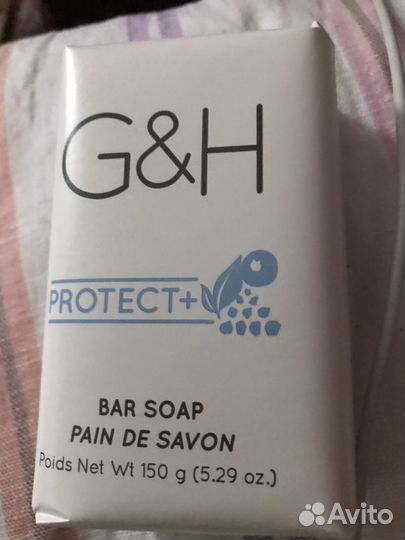 G&H
PROTECT+
BAR SOAP
PAIN DE SAVON
Poids Net Wt 150 g (5.29 oz.)
Avito